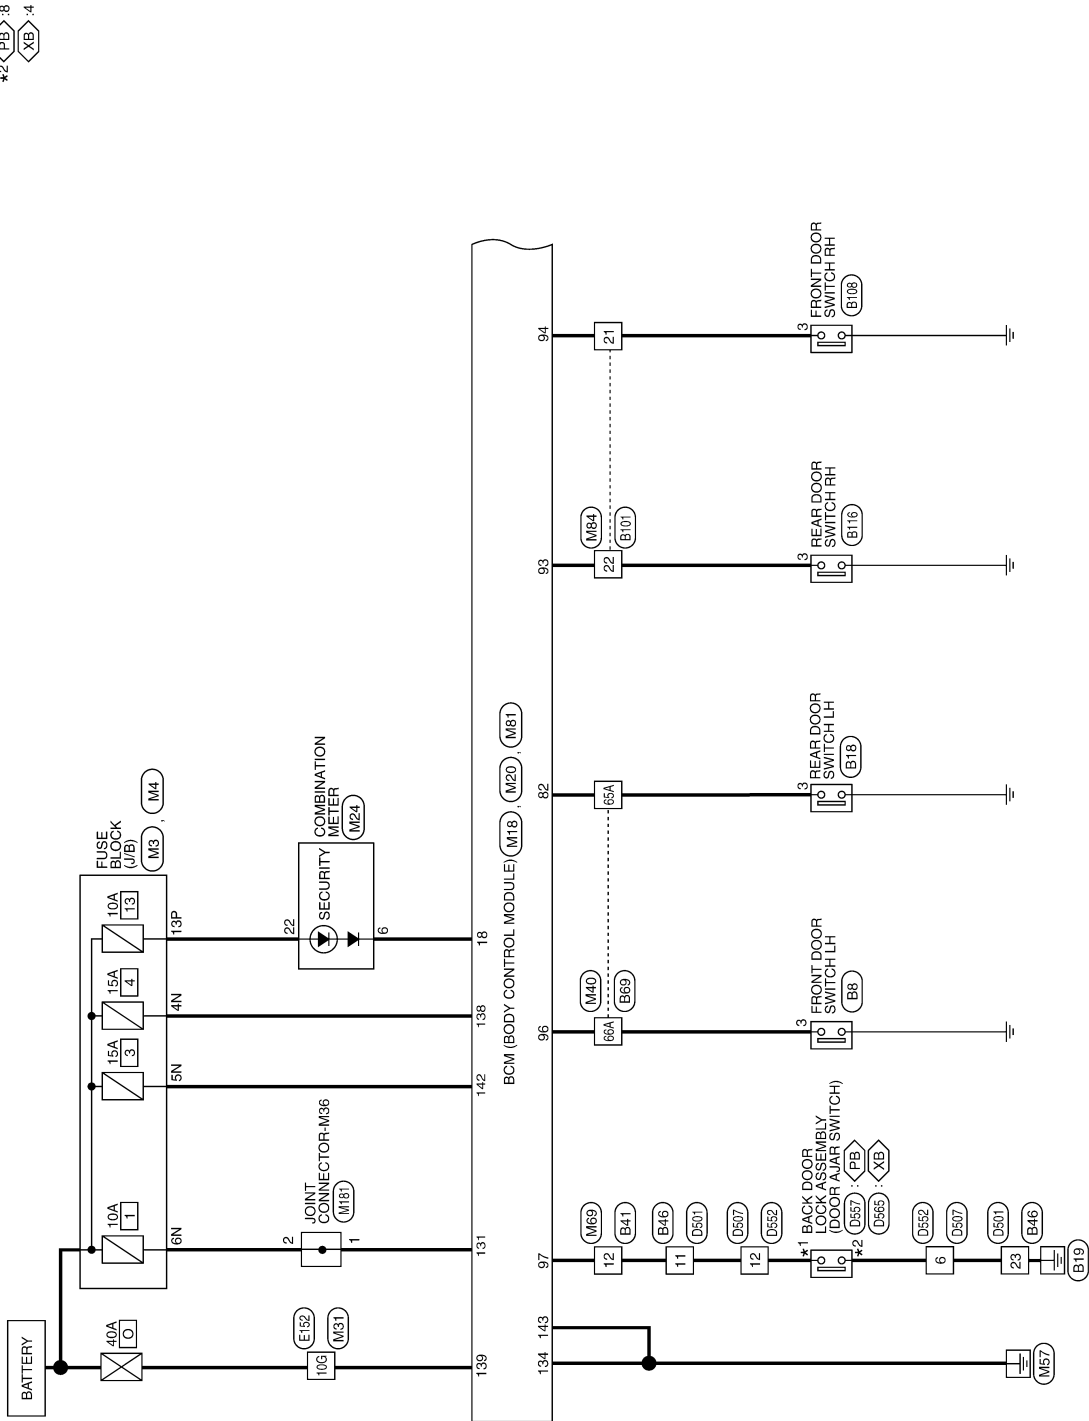 *2 PB :8
XB :4
BATTERY
40A
O
10A
1
15A
3
15A
4
10A
13
FUSE
BLOCK
(J/B)
M3 , M4
6N
5N
4N
13P
E152
M31
10G
2
1
JOINT
CONNECTOR-M36
M181
22
SECURITY
6
COMBINATION
METER
M24
139
131
142
138
18
BCM (BODY CONTROL MODULE) M18 , M20 , M81
134
143
97
96
82
93
94
M69
12
B41
B46
11
D501
D507
12
D552
M40
66A
B69
65A
M84
22
B101
21
*1
BACK DOOR
LOCK ASSEMBLY
(DOOR AJAR SWITCH)
D557 : PB
D565 : XB
*2
3
FRONT DOOR
SWITCH LH
B8
3
REAR DOOR
SWITCH LH
B18
3
REAR DOOR
SWITCH RH
B116
3
FRONT DOOR
SWITCH RH
B108
D552
6
D507
D501
23
B46
B19
M57